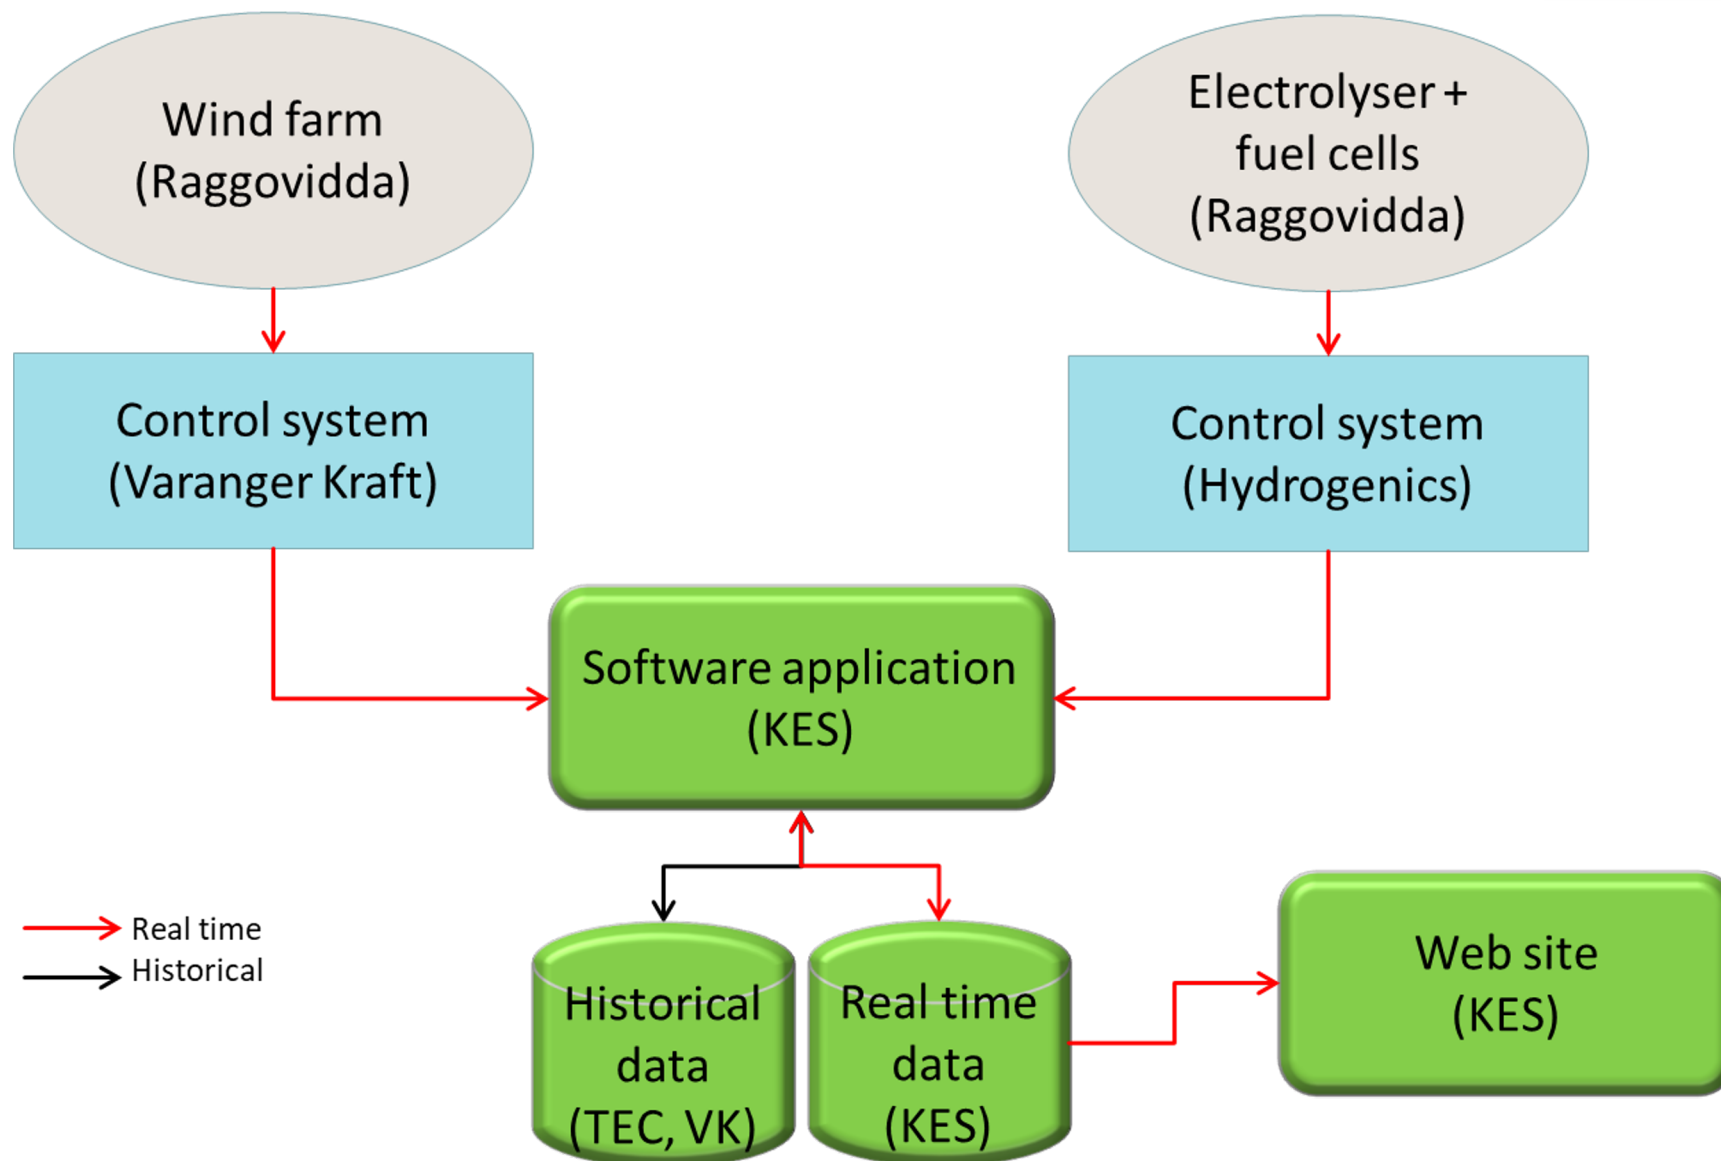 Wind farm
(Raggovidda)
Electrolyser +
fuel cells
(Raggovidda)
Control system
(Varanger Kraft)
Control system
(Hydrogenics)
Software application
(KES)
Real time
Historical
Historical
data
(TEC, VK)
Real time
data
(KES)
Web site
(KES)